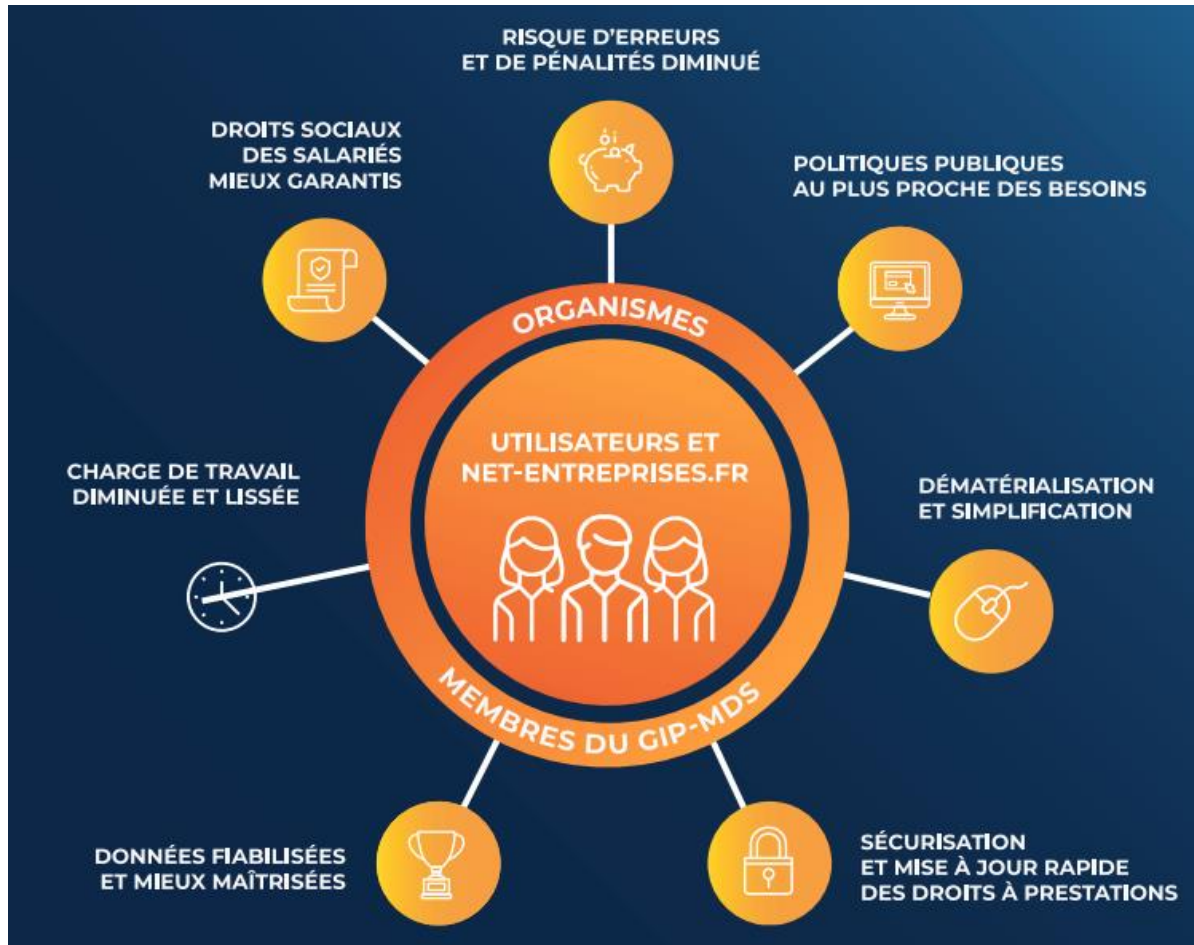 RISQUE D'ERREURS
ET DE PÉNALITÉS DIMINUÉ
DROITS SOCIAUX
DES SALARIÉS
MIEUX GARANTIS
POLITIQUES PUBLIQUES
AU PLUS PROCHE DES BESOINS
ORGANISMES
UTILISATEURS ET
NET-ENTREPRISES.FR
CHARGE DE TRAVAIL
DIMINUÉE ET LISSÉE
DÉMATÉRIALISATION
ET SIMPLIFICATION
MEMBRES DU GIP-MDS
DONNÉES FIABILISÉES
ET MIEUX MAÎTRISÉES
SÉCURISATION
ET MISE À JOUR RAPIDE
DES DROITS À PRESTATIONS